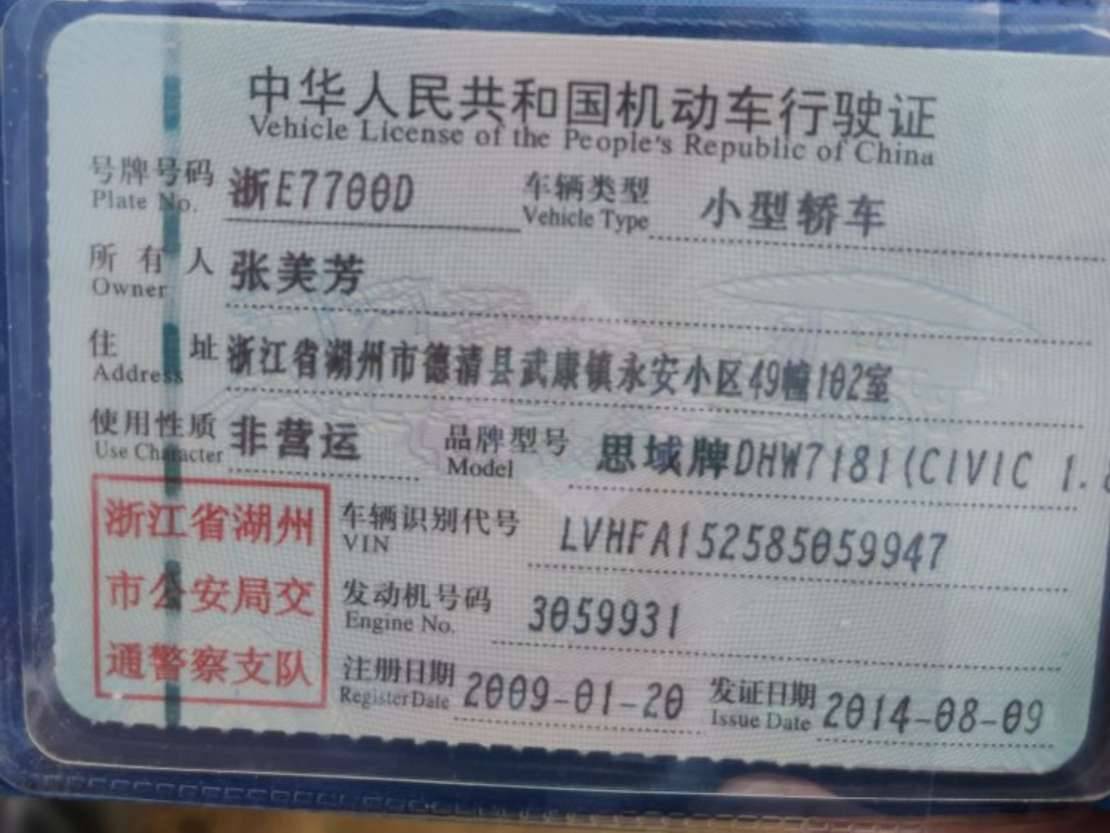 中华人民共和国机动车行驶证
Vehicle License of the People's Republic of China
号牌号码 浙E7700D 车辆类型 小型轿车
Plate No. Vehicle Type
所有人 张美芳
Owner
住址 浙江省湖州市德清县武康镇永安小区49幢102室
Address
使用性质 非营运 品牌型号 思域牌DHW7181(CIVIC 1.8
Use Character Model
浙江省湖州 车辆识别代号 LVHFA152585059947
VIN
市公安局交 发动机号码 3059931
Engine No.
通警察支队 注册日期 2009-01-20 发证日期 2014-08-09
Register Date Issue Date